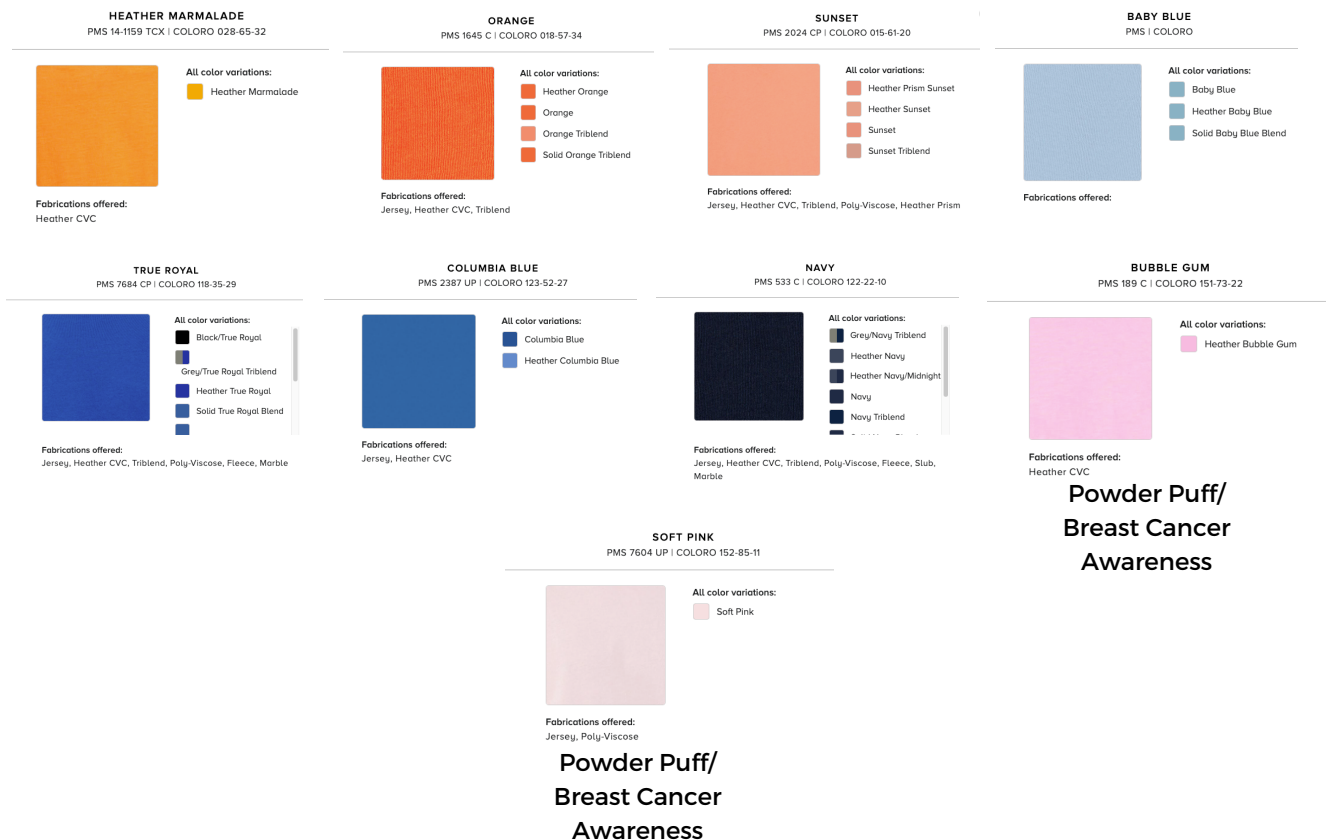 HEATHER MARMALADE
PMS 14-1159 TCX | COLORO 028-65-32
All color variations:
Heather Marmalade
Fabrications offered:
Heather CVC
ORANGE
PMS 1645 C | COLORO 018-57-34
All color variations:
Heather Orange
Orange
Orange Triblend
Solid Orange Triblend
Fabrications offered:
Jersey, Heather CVC, Triblend
SUNSET
PMS 2024 CP | COLORO 015-61-20
All color variations:
Heather Prism Sunset
Heather Sunset
Sunset
Sunset Triblend
Fabrications offered:
Jersey, Heather CVC, Triblend, Poly-Viscose, Heather Prism
BABY BLUE
PMS | COLORO
All color variations:
Baby Blue
Heather Baby Blue
Solid Baby Blue Blend
Fabrications offered:
TRUE ROYAL
PMS 7684 CP | COLORO 118-35-29
All color variations:
Black/True Royal
Grey/True Royal Triblend
Heather True Royal
Solid True Royal Blend
Fabrications offered:
Jersey, Heather CVC, Triblend, Poly-Viscose, Fleece, Marble
COLUMBIA BLUE
PMS 2387 UP | COLORO 123-52-27
All color variations:
Columbia Blue
Heather Columbia Blue
Fabrications offered:
Jersey, Heather CVC
NAVY
PMS 533 C | COLORO 122-22-10
All color variations:
Grey/Navy Triblend
Heather Navy
Heather Navy/Midnight
Navy
Navy Triblend
Fabrications offered:
Jersey, Heather CVC, Triblend, Poly-Viscose, Fleece, Slub,
Marble
BUBBLE GUM
PMS 189 C | COLORO 151-73-22
All color variations:
Heather Bubble Gum
Fabrications offered:
Heather CVC
Powder Puff/
Breast Cancer
Awareness
SOFT PINK
PMS 7604 UP | COLORO 152-85-11
All color variations:
Soft Pink
Fabrications offered:
Jersey, Poly-Viscose
Powder Puff/
Breast Cancer
Awareness